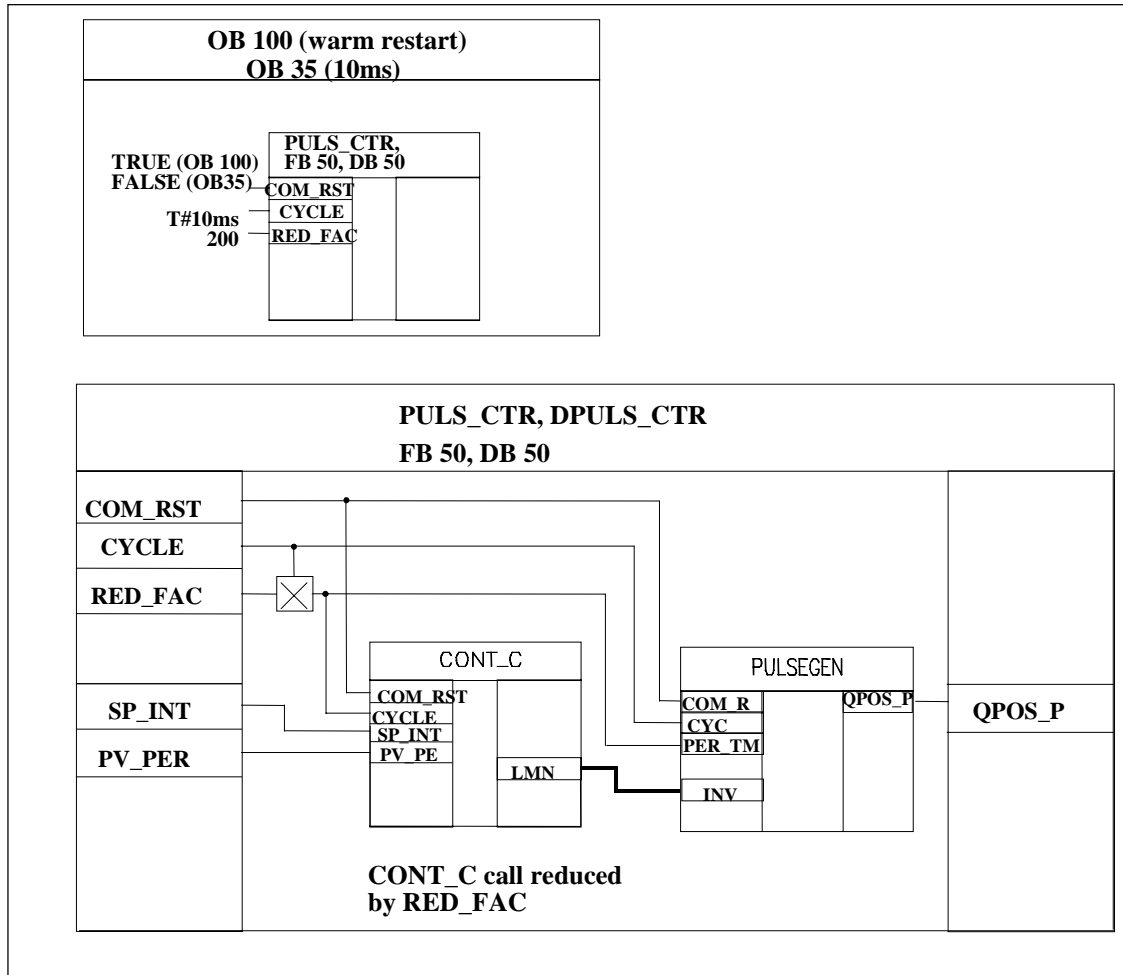 OB 100 (warm restart)
OB 35 (10ms)
PULS_CTR,
FB 50, DB 50
TRUE (OB 100)
FALSE (OB35)
COM_RST
T#10ms
CYCLE
200
RED_FAC
PULS_CTR, DPULS_CTR
FB 50, DB 50
COM_RST
CYCLE
RED_FAC
SP_INT
PV_PER
CONT_C
COM_RST
CYCLE
SP_INT
PV_PE
LMN
PULSEGEN
COM_R
CYC
PER_TM
INV
QPOS_P
QPOS_P
CONT_C call reduced
by RED_FAC